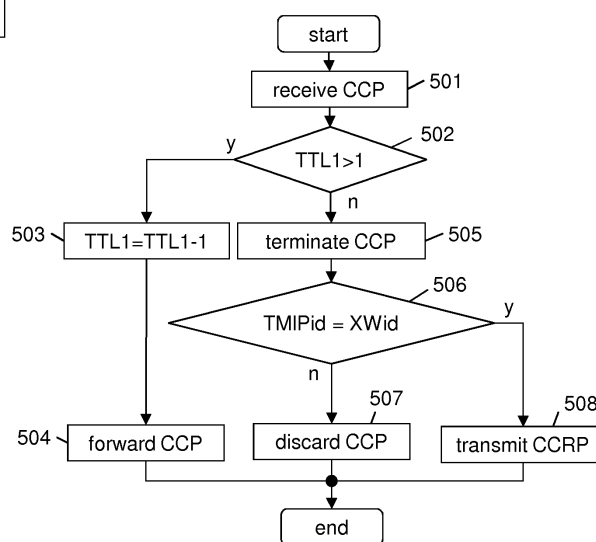 start
receive CCP
501
502
y
TTL1>1
n
503
TTL1=TTL1-1
terminate CCP
505
506
TMIPid = XWid
y
n
507
508
504
forward CCP
discard CCP
transmit CCRP
end